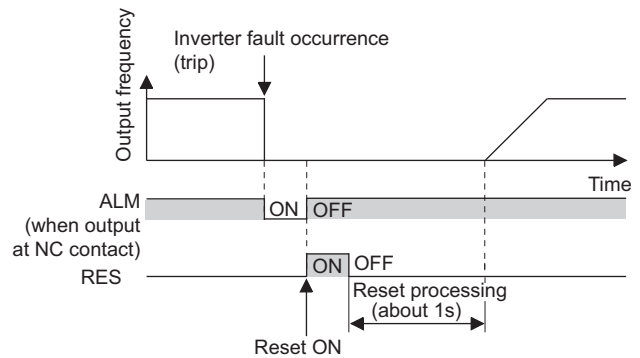 Inverter fault occurrence
(trip)
Output frequency
Time
ALM
(when output
at NC contact)
ON
OFF
RES
ON
OFF
Reset processing
(about 1s)
Reset ON